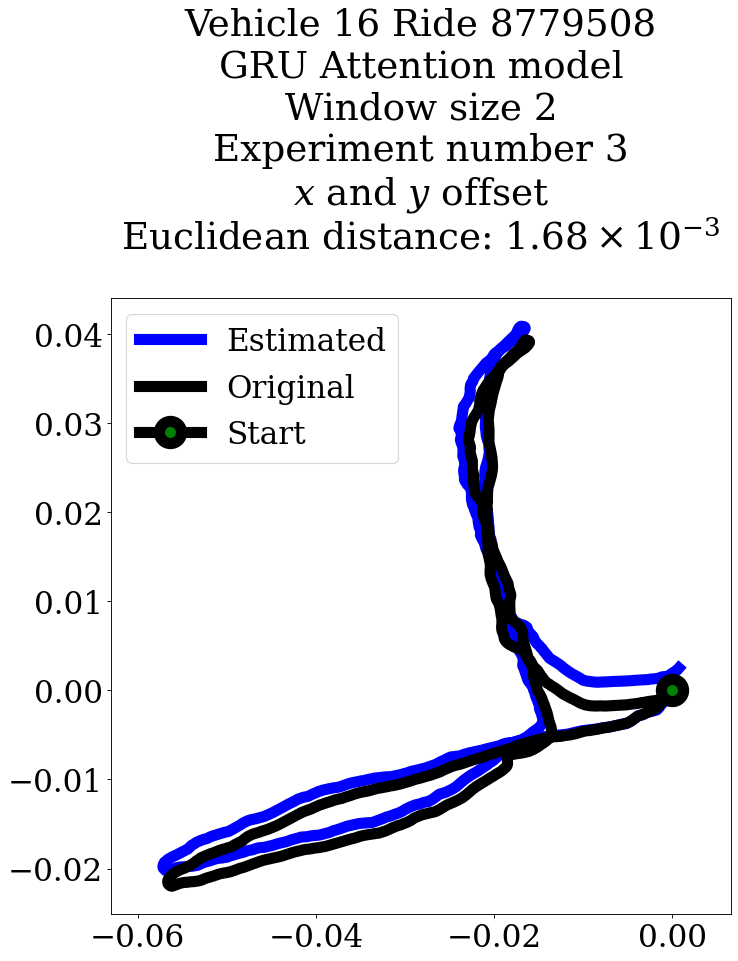 Vehicle 16 Ride 8779508
GRU Attention model
Window size 2
Experiment number 3
x and y offset
Euclidean distance: 1.68 × 10⁻³
Estimated
Original
Start
0.04
0.03
0.02
0.01
0.00
−0.01
−0.02
−0.06 −0.04 −0.02 0.00